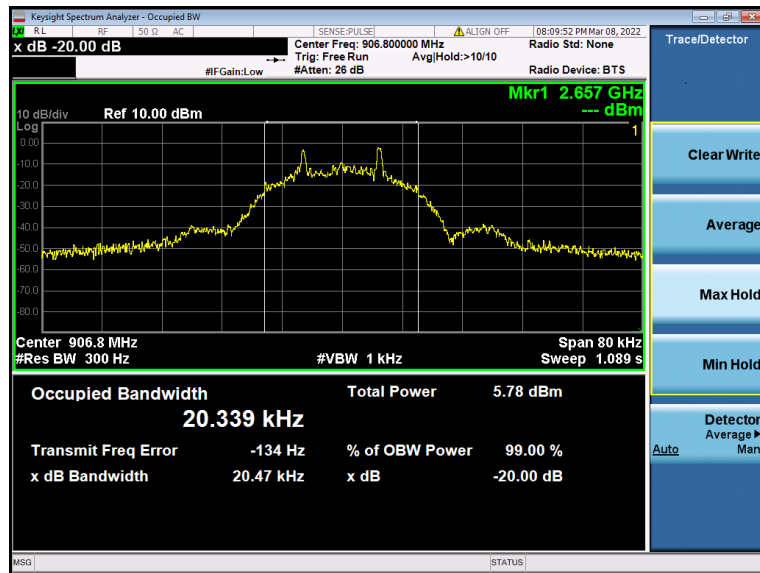 Keysight Spectrum Analyzer - Occupied BW
LXI RL RF 50 Ω AC SENSE:PULSE ALIGN OFF 08:09:52 PM Mar 08, 2022
x dB -20.00 dB
Center Freq: 906.800000 MHz Radio Std: None
Trig: Free Run Avg|Hold:>10/10
#IFGain:Low #Atten: 26 dB Radio Device: BTS
Trace/Detector
Mkr1 2.657 GHz
10 dB/div Ref 10.00 dBm --- dBm
Log
1
0.00
-10.0
-20.0
-30.0
-40.0
-50.0
-60.0
-70.0
-80.0
Center 906.8 MHz Span 80 kHz
#Res BW 300 Hz #VBW 1 kHz Sweep 1.089 s
Occupied Bandwidth Total Power 5.78 dBm
20.339 kHz
Transmit Freq Error -134 Hz % of OBW Power 99.00 %
x dB Bandwidth 20.47 kHz x dB -20.00 dB
Clear Write
Average
Max Hold
Min Hold
Detector
Average
Auto Man
MSG STATUS